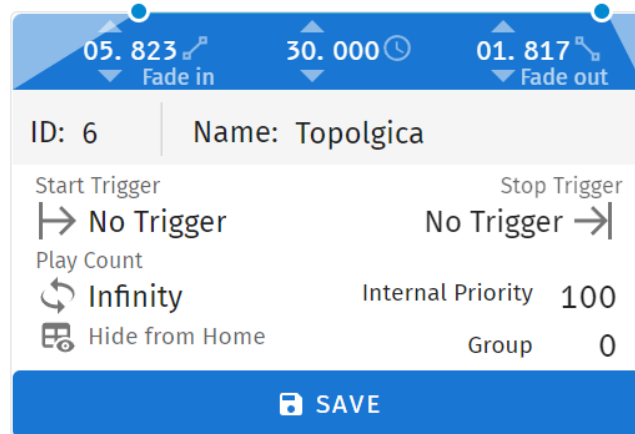 05. 823 30. 000 01. 817
Fade in Fade out
ID: 6 Name: Topolgica
Start Trigger Stop Trigger
No Trigger No Trigger
Play Count
Infinity Internal Priority 100
Hide from Home
Group 0
SAVE